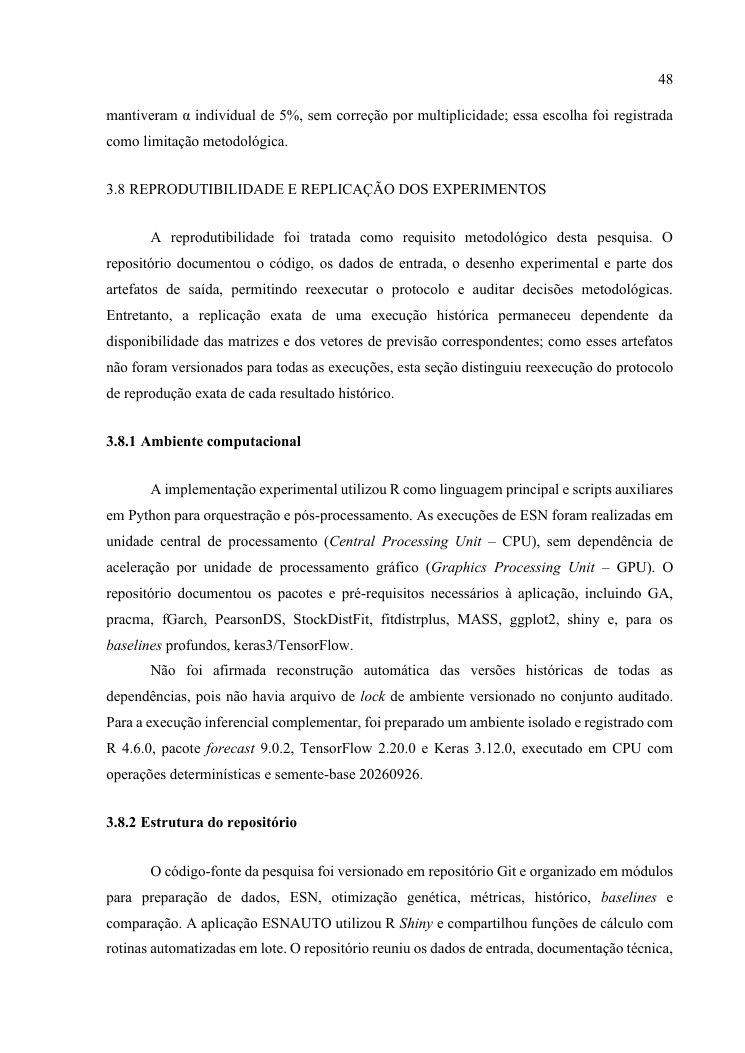 48
mantiveram α individual de 5%, sem correção por multiplicidade; essa escolha foi registrada
como limitação metodológica.
3.8 REPRODUTIBILIDADE E REPLICAÇÃO DOS EXPERIMENTOS
A reprodutibilidade foi tratada como requisito metodológico desta pesquisa. O
repositório documentou o código, os dados de entrada, o desenho experimental e parte dos
artefatos de saída, permitindo reexecutar o protocolo e auditar decisões metodológicas.
Entretanto, a replicação exata de uma execução histórica permaneceu dependente da
disponibilidade das matrizes e dos vetores de previsão correspondentes; como esses artefatos
não foram versionados para todas as execuções, esta seção distinguiu reexecução do protocolo
de reprodução exata de cada resultado histórico.
3.8.1 Ambiente computacional
A implementação experimental utilizou R como linguagem principal e scripts auxiliares
em Python para orquestração e pós-processamento. As execuções de ESN foram realizadas em
unidade central de processamento (Central Processing Unit – CPU), sem dependência de
aceleração por unidade de processamento gráfico (Graphics Processing Unit – GPU). O
repositório documentou os pacotes e pré-requisitos necessários à aplicação, incluindo GA,
pracma, fGarch, PearsonDS, StockDistFit, fitdistrplus, MASS, ggplot2, shiny e, para os
baselines profundos, keras3/TensorFlow.
Não foi afirmada reconstrução automática das versões históricas de todas as
dependências, pois não havia arquivo de lock de ambiente versionado no conjunto auditado.
Para a execução inferencial complementar, foi preparado um ambiente isolado e registrado com
R 4.6.0, pacote forecast 9.0.2, TensorFlow 2.20.0 e Keras 3.12.0, executado em CPU com
operações determinísticas e semente-base 20260926.
3.8.2 Estrutura do repositório
O código-fonte da pesquisa foi versionado em repositório Git e organizado em módulos
para preparação de dados, ESN, otimização genética, métricas, histórico, baselines e
comparação. A aplicação ESNAUTO utilizou R Shiny e compartilhou funções de cálculo com
rotinas automatizadas em lote. O repositório reuniu os dados de entrada, documentação técnica,